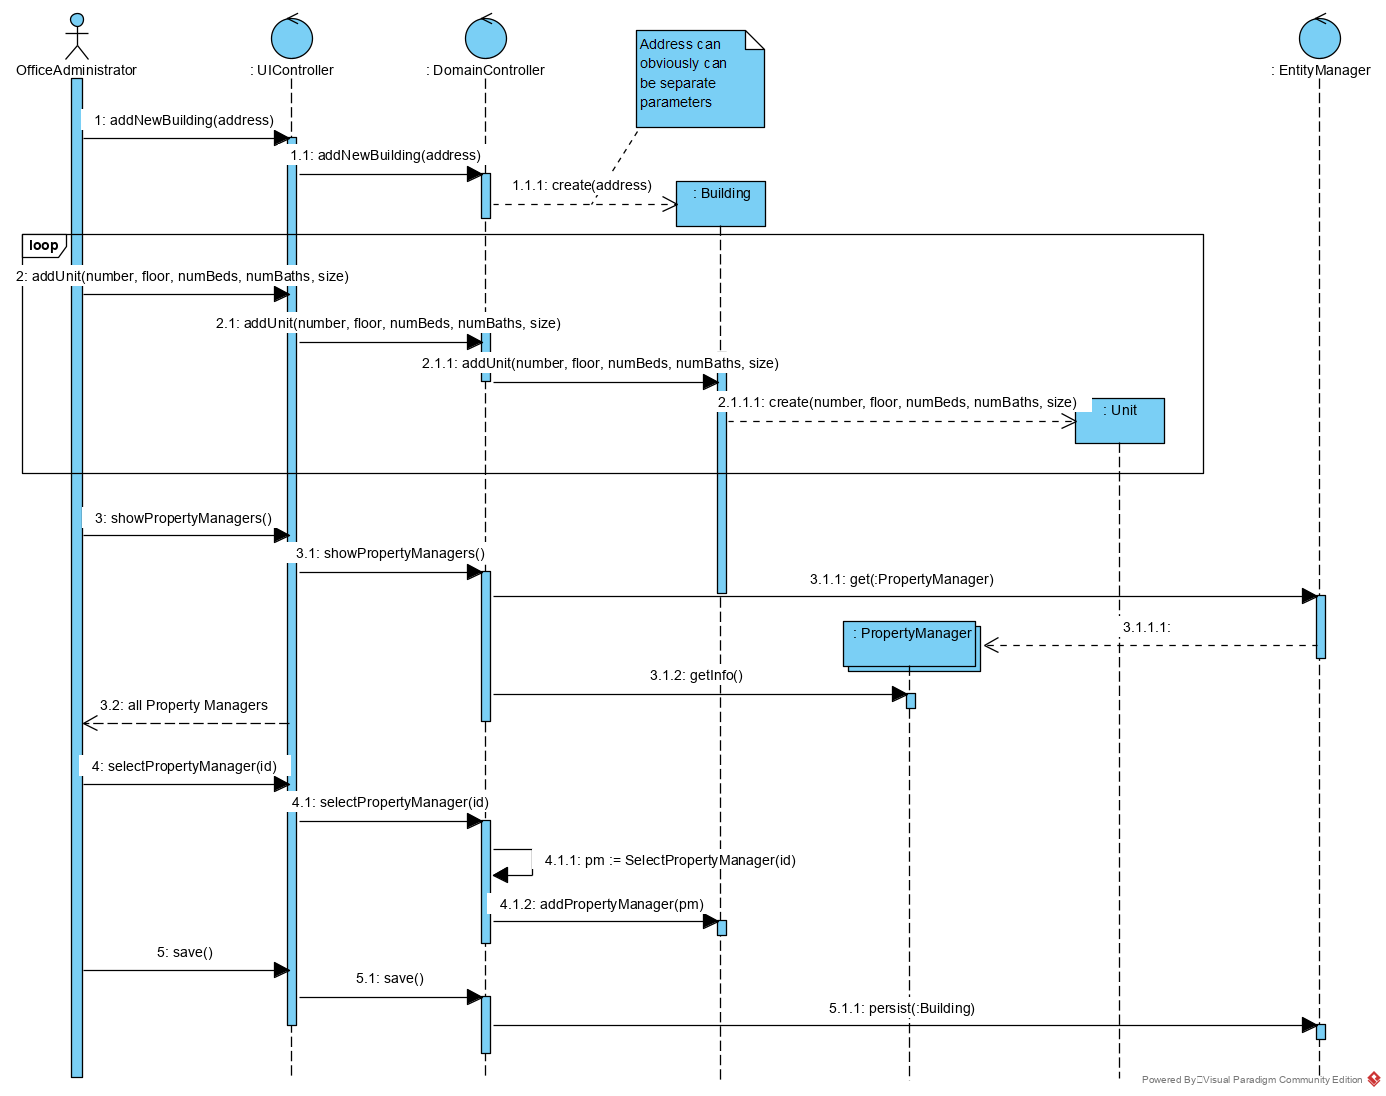 OfficeAdministrator
: UIController
: DomainController
: EntityManager
Address can
obviously can
be separate
parameters
1: addNewBuilding(address)
1.1: addNewBuilding(address)
1.1.1: create(address)
: Building
loop
2: addUnit(number, floor, numBeds, numBaths, size)
2.1: addUnit(number, floor, numBeds, numBaths, size)
2.1.1: addUnit(number, floor, numBeds, numBaths, size)
2.1.1.1: create(number, floor, numBeds, numBaths, size)
: Unit
3: showPropertyManagers()
3.1: showPropertyManagers()
3.1.1: get(:PropertyManager)
3.1.1.1:
: PropertyManager
3.1.2: getInfo()
3.2: all Property Managers
4: selectPropertyManager(id)
4.1: selectPropertyManager(id)
4.1.1: pm := SelectPropertyManager(id)
4.1.2: addPropertyManager(pm)
5: save()
5.1: save()
5.1.1: persist(:Building)
Powered By Visual Paradigm Community Edition